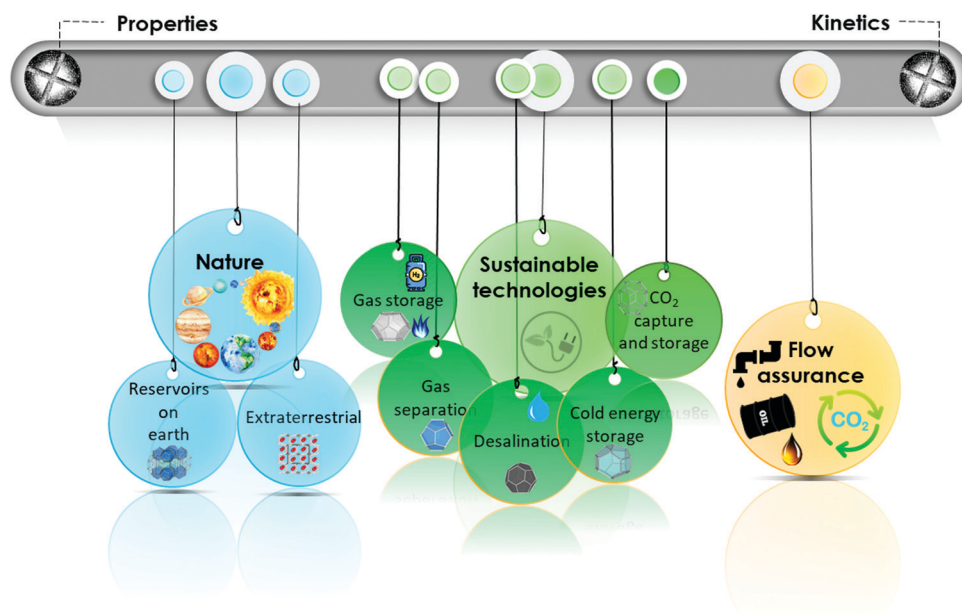 Properties
Kinetics
Nature
Reservoirs
on
earth
Extraterrestrial
Gas storage
H₂
Gas
separation
Sustainable
technologies
Desalination
Cold energy
storage
CO₂
capture
and storage
Flow
assurance
OIL
CO₂